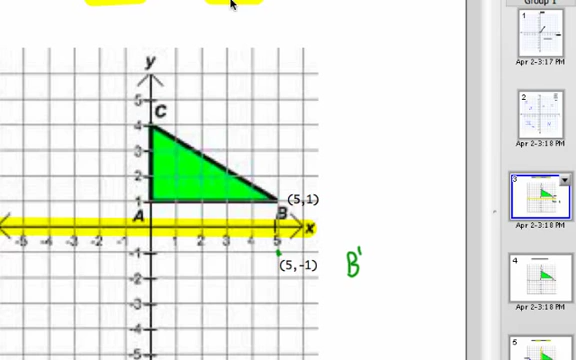 Group 1
1
Apr 2-3:17 PM
2
Apr 2-3:18 PM
3
Apr 2-3:18 PM
4
Apr 2-3:18 PM
5
y
5
C
4
3
2
1
(5,1)
A
B
x
-5 -4 -3 -2 -1 1 2 3 4 5
-1
(5,-1)
B'
-2
-3
-4
-5